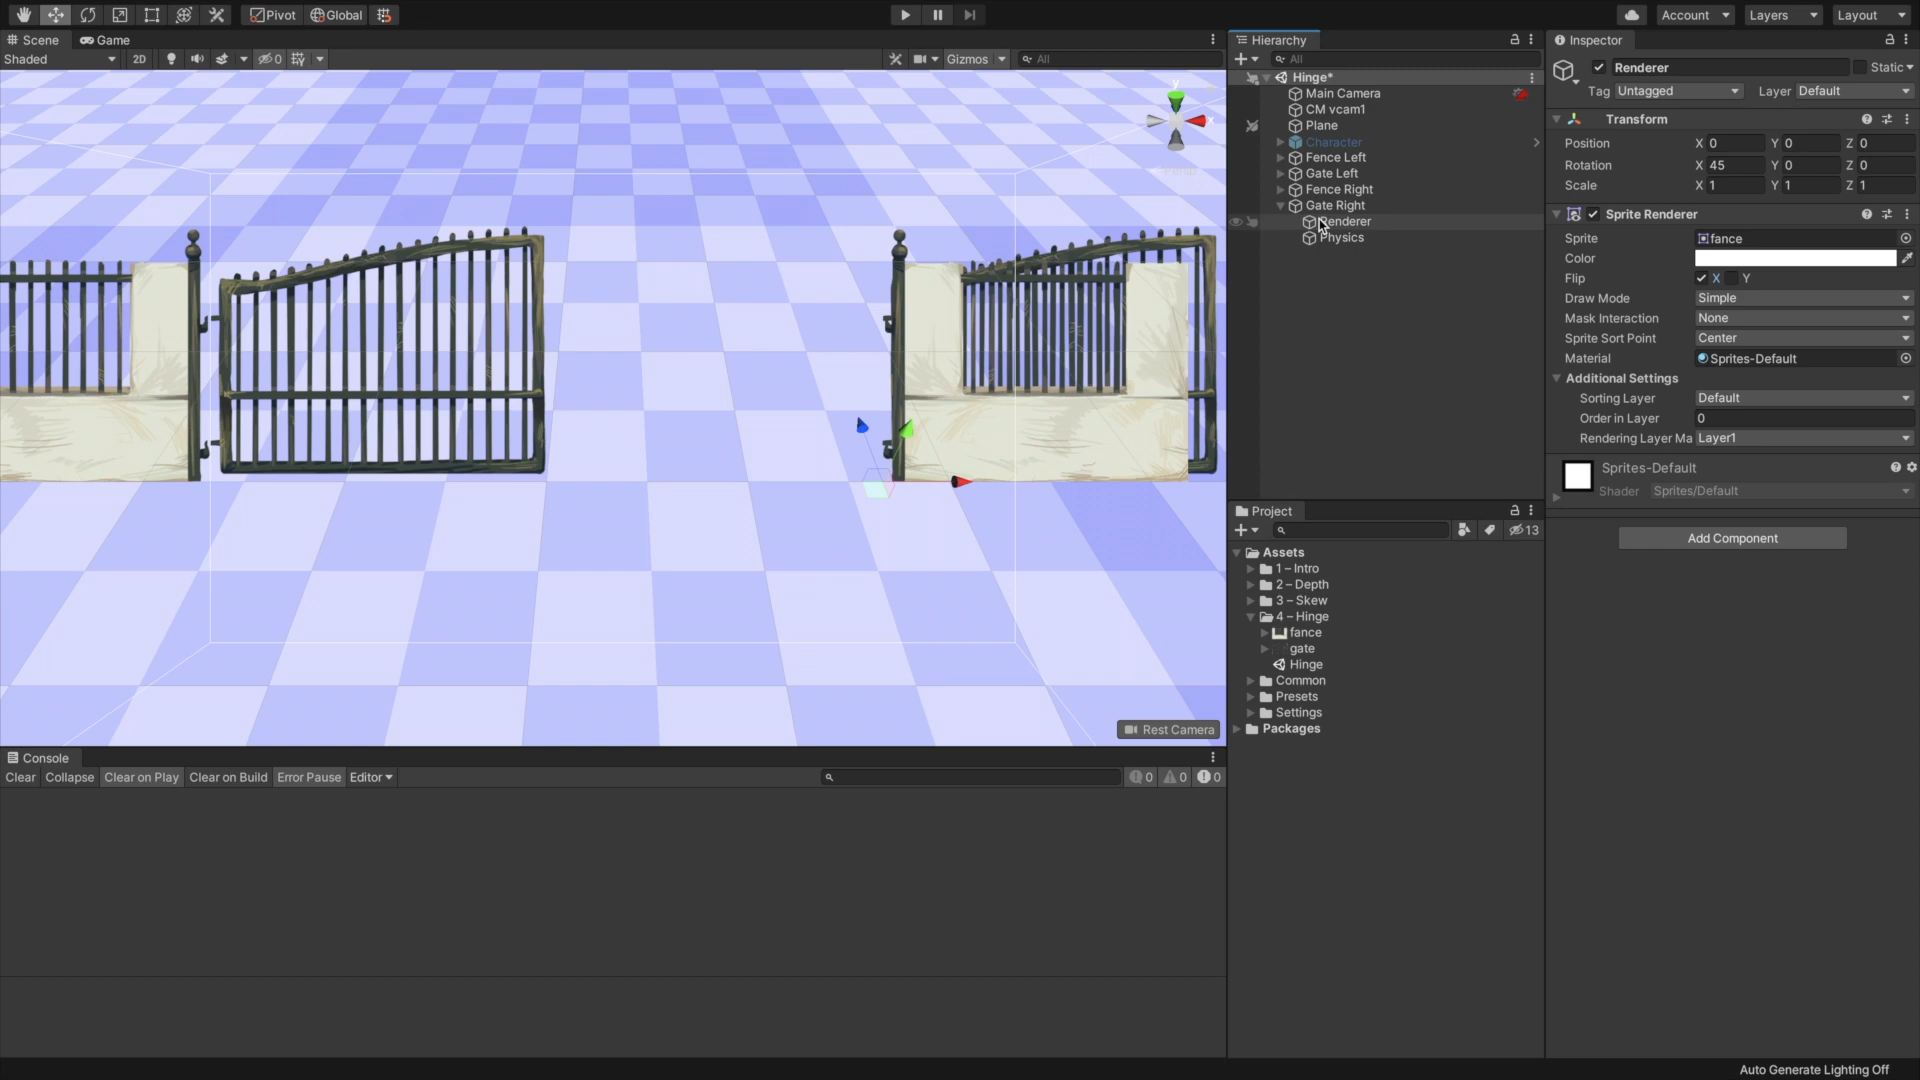 Pivot Global Account Layers Layout
Scene Game
Shaded 2D 0 Gizmos All
y
x
Persp
Rest Camera
Console
Clear Collapse Clear on Play Clear on Build Error Pause Editor 0 0 0
Hierarchy
All
Hinge*
Main Camera
CM vcam1
Plane
Character
Fence Left
Gate Left
Fence Right
Gate Right
Renderer
Physics
Project
13
Assets
1 – Intro
2 – Depth
3 – Skew
4 – Hinge
fance
gate
Hinge
Common
Presets
Settings
Packages
Inspector
Renderer Static
Tag Untagged Layer Default
Transform
Position X 0 Y 0 Z 0
Rotation X 45 Y 0 Z 0
Scale X 1 Y 1 Z 1
Sprite Renderer
Sprite fance
Color
Flip X Y
Draw Mode Simple
Mask Interaction None
Sprite Sort Point Center
Material Sprites-Default
Additional Settings
Sorting Layer Default
Order in Layer 0
Rendering Layer Ma Layer1
Sprites-Default
Shader Sprites/Default
Add Component
Auto Generate Lighting Off